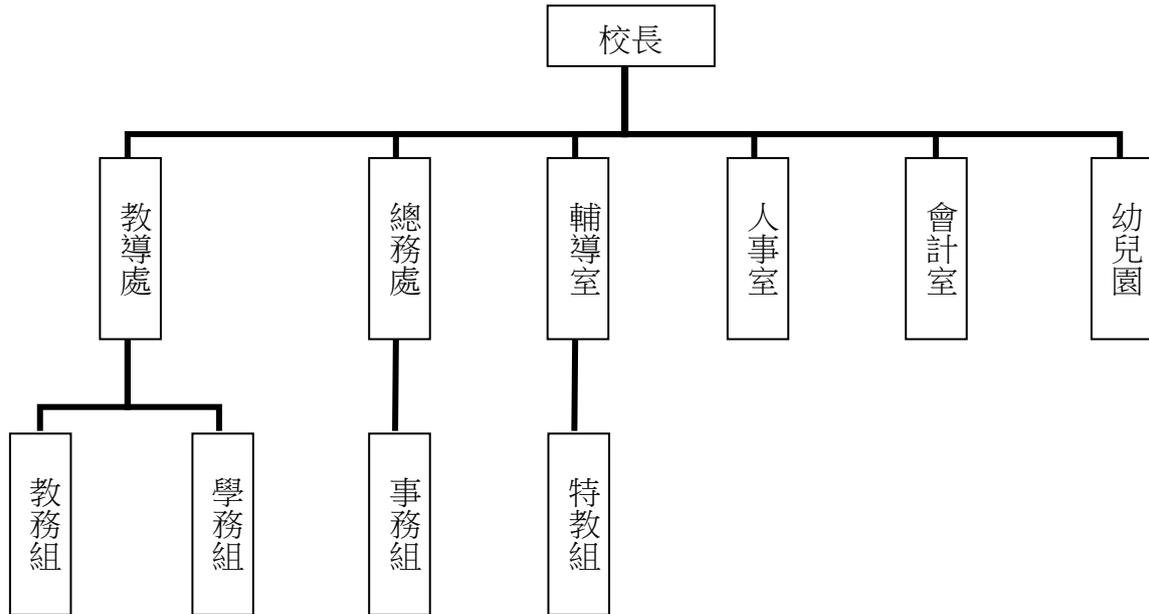 校長
教導處
總務處
輔導室
人事室
會計室
幼兒園
教務組
學務組
事務組
特教組